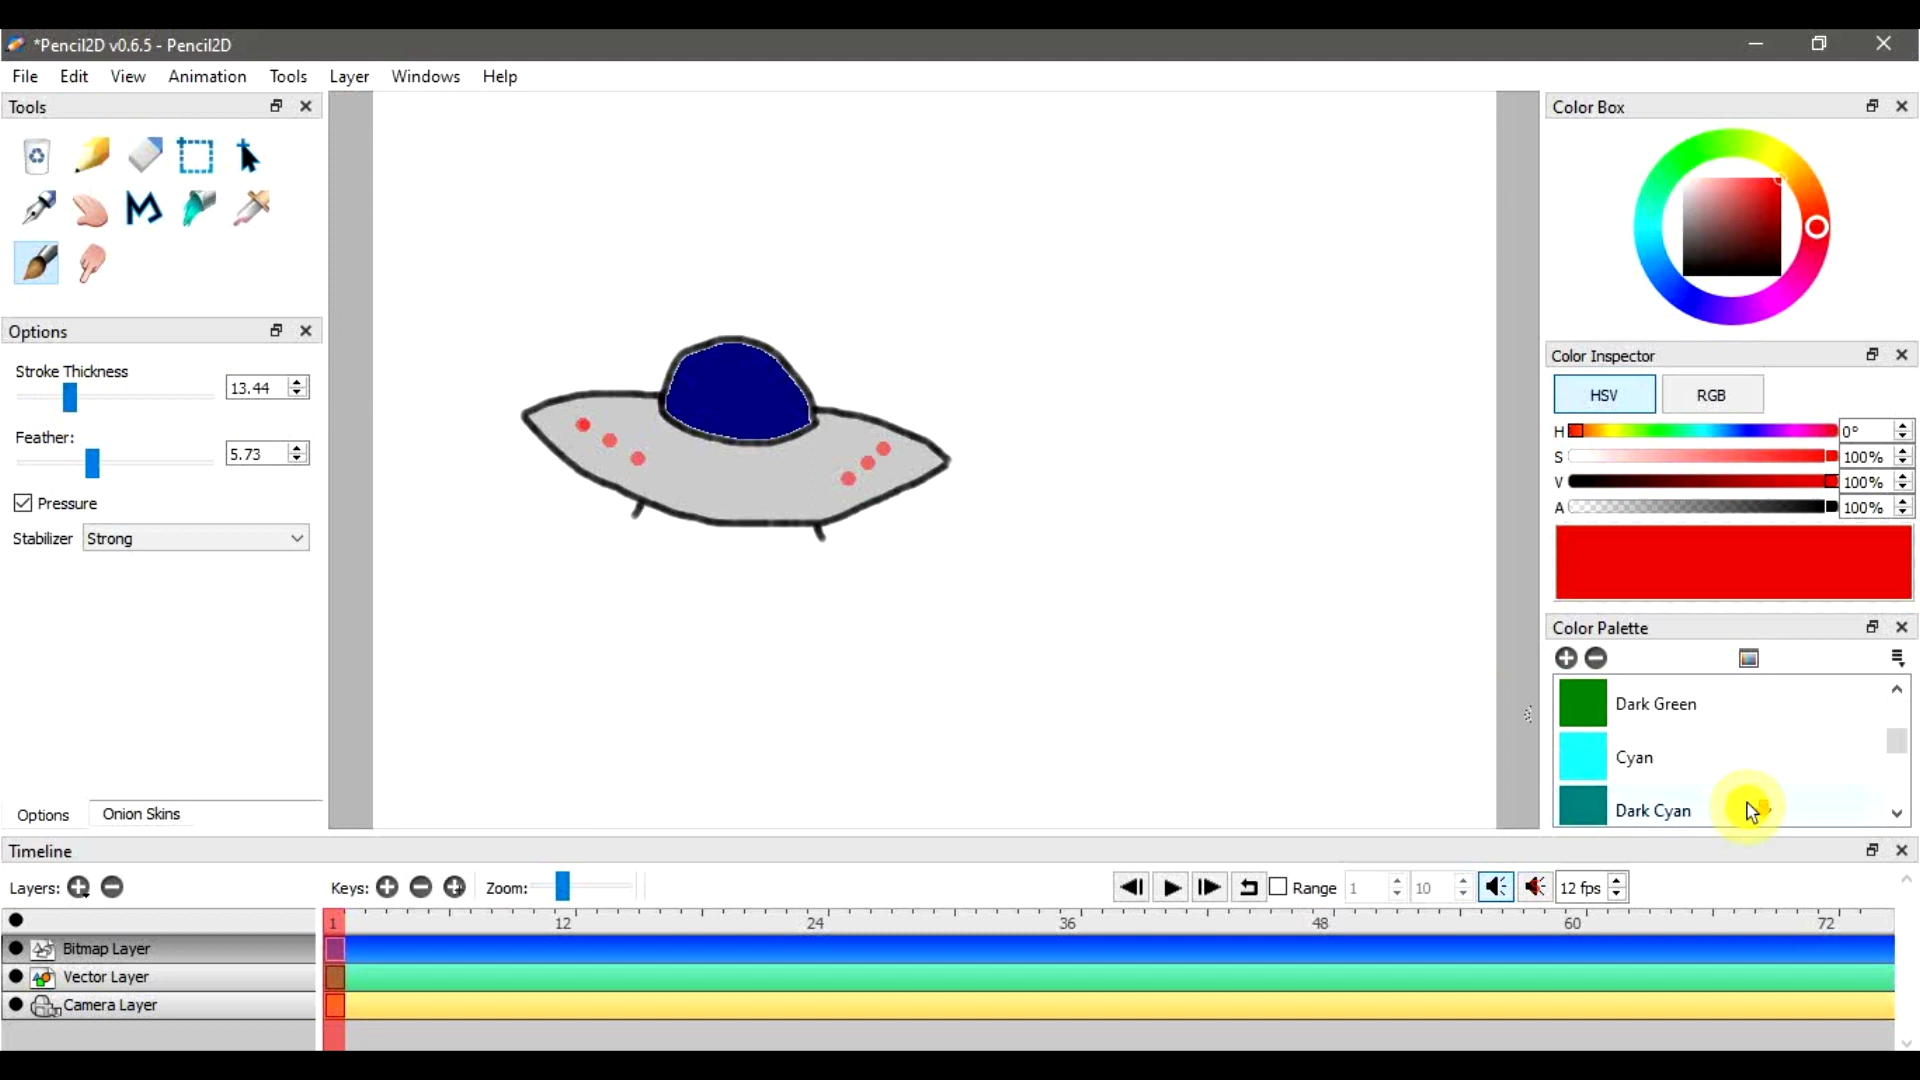 *Pencil2D v0.6.5 - Pencil2D
File Edit View Animation Tools Layer Windows Help
Tools
Options
Stroke Thickness
13.44
Feather:
5.73
Pressure
Stabilizer Strong
Options Onion Skins
Color Box
Color Inspector
HSV RGB
H 0°
S 100%
V 100%
A 100%
Color Palette
Dark Green
Cyan
Dark Cyan
Timeline
Layers: Keys: Zoom: Range 1 10 12 fps
1 12 24 36 48 60 72
Bitmap Layer
Vector Layer
Camera Layer